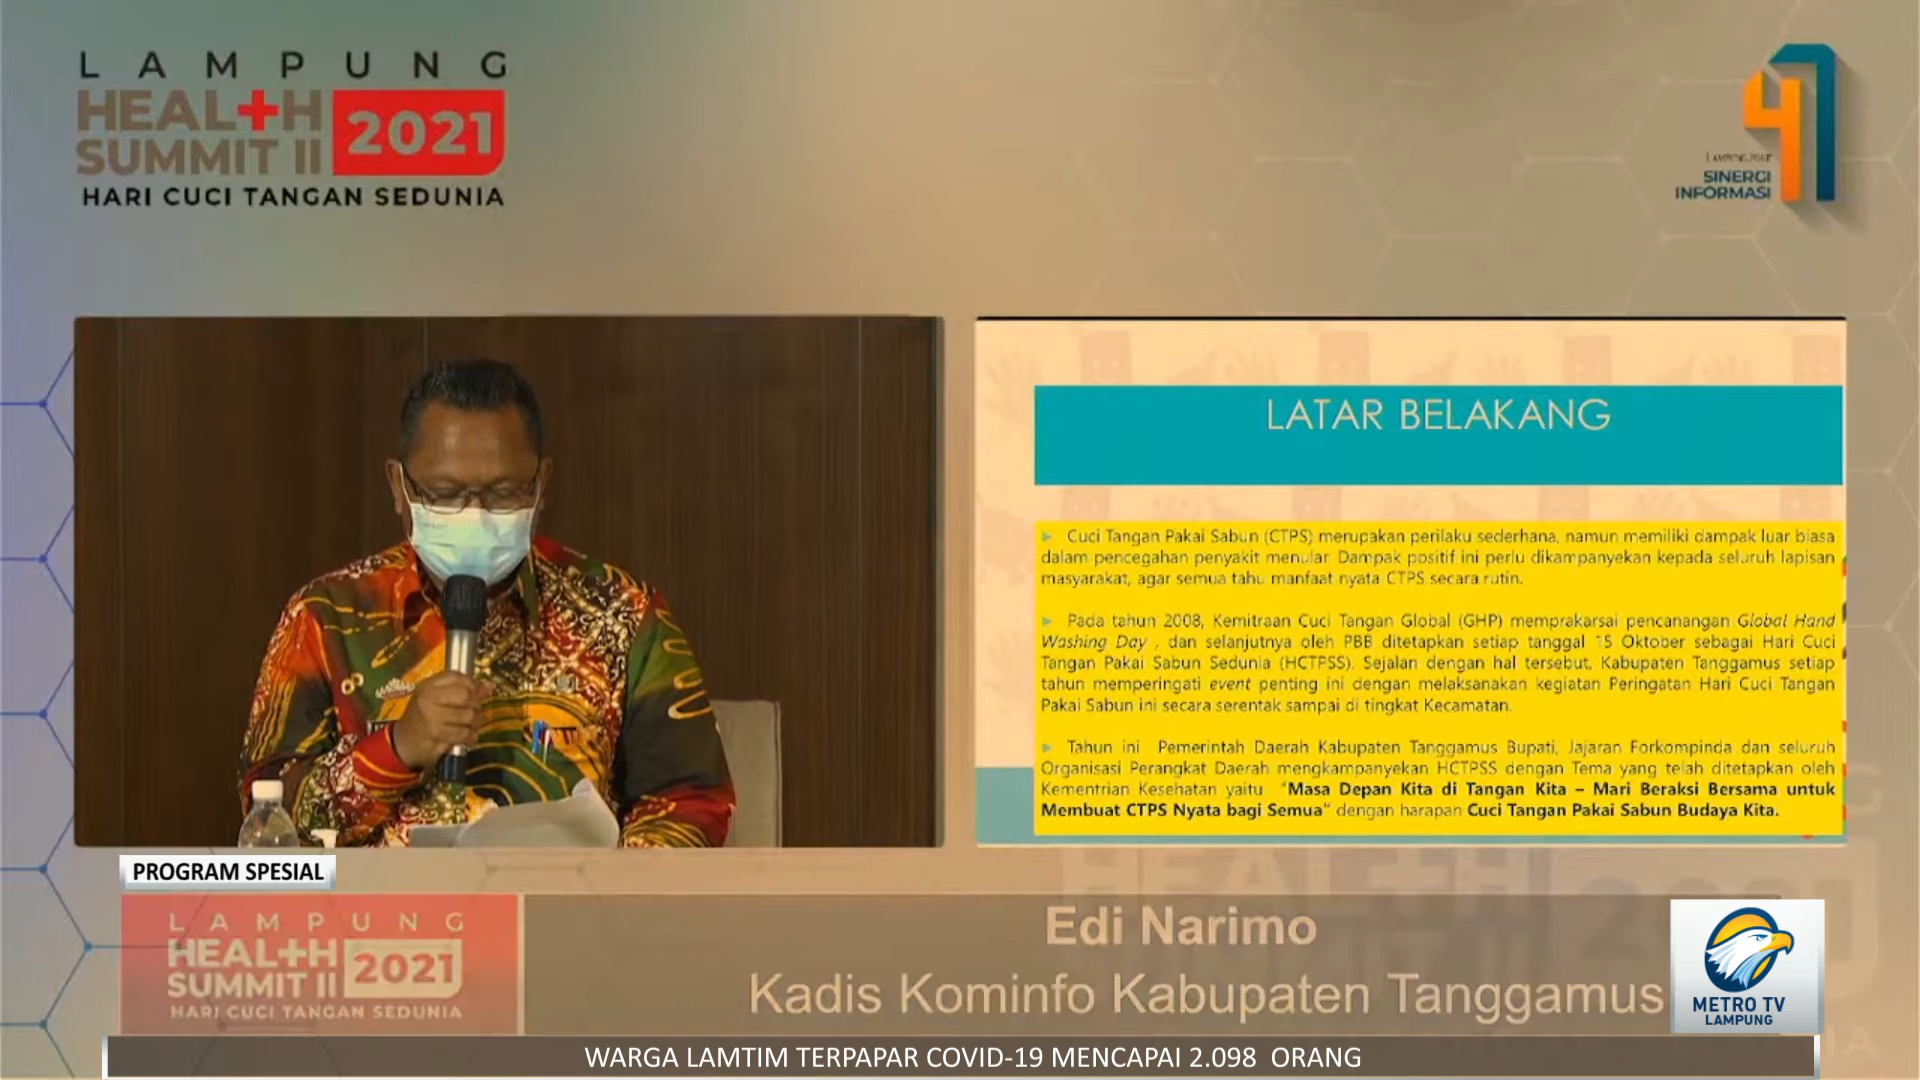 LAMPUNG
HEALTH
SUMMIT II 2021
HARI CUCI TANGAN SEDUNIA
47
LAMPUNG POST
SINERGI
INFORMASI
LATAR BELAKANG
Cuci Tangan Pakai Sabun (CTPS) merupakan perilaku sederhana, namun memiliki dampak luar biasa
dalam pencegahan penyakit menular. Dampak positif ini perlu dikampanyekan kepada seluruh lapisan
masyarakat, agar semua tahu manfaat nyata CTPS secara rutin.
Pada tahun 2008, Kemitraan Cuci Tangan Global (GHP) memprakarsai pencanangan Global Hand
Washing Day , dan selanjutnya oleh PBB ditetapkan setiap tanggal 15 Oktober sebagai Hari Cuci
Tangan Pakai Sabun Sedunia (HCTPSS). Sejalan dengan hal tersebut, Kabupaten Tanggamus setiap
tahun memperingati event penting ini dengan melaksanakan kegiatan Peringatan Hari Cuci Tangan
Pakai Sabun ini secara serentak sampai di tingkat Kecamatan.
Tahun ini Pemerintah Daerah Kabupaten Tanggamus Bupati, Jajaran Forkompinda dan seluruh
Organisasi Perangkat Daerah mengkampanyekan HCTPSS dengan Tema yang telah ditetapkan oleh
Kementrian Kesehatan yaitu "Masa Depan Kita di Tangan Kita – Mari Beraksi Bersama untuk
Membuat CTPS Nyata bagi Semua" dengan harapan Cuci Tangan Pakai Sabun Budaya Kita.
PROGRAM SPESIAL
LAMPUNG
HEALTH
SUMMIT II 2021
HARI CUCI TANGAN SEDUNIA
Edi Narimo
Kadis Kominfo Kabupaten Tanggamus
METRO TV
LAMPUNG
WARGA LAMTIM TERPAPAR COVID-19 MENCAPAI 2.098 ORANG